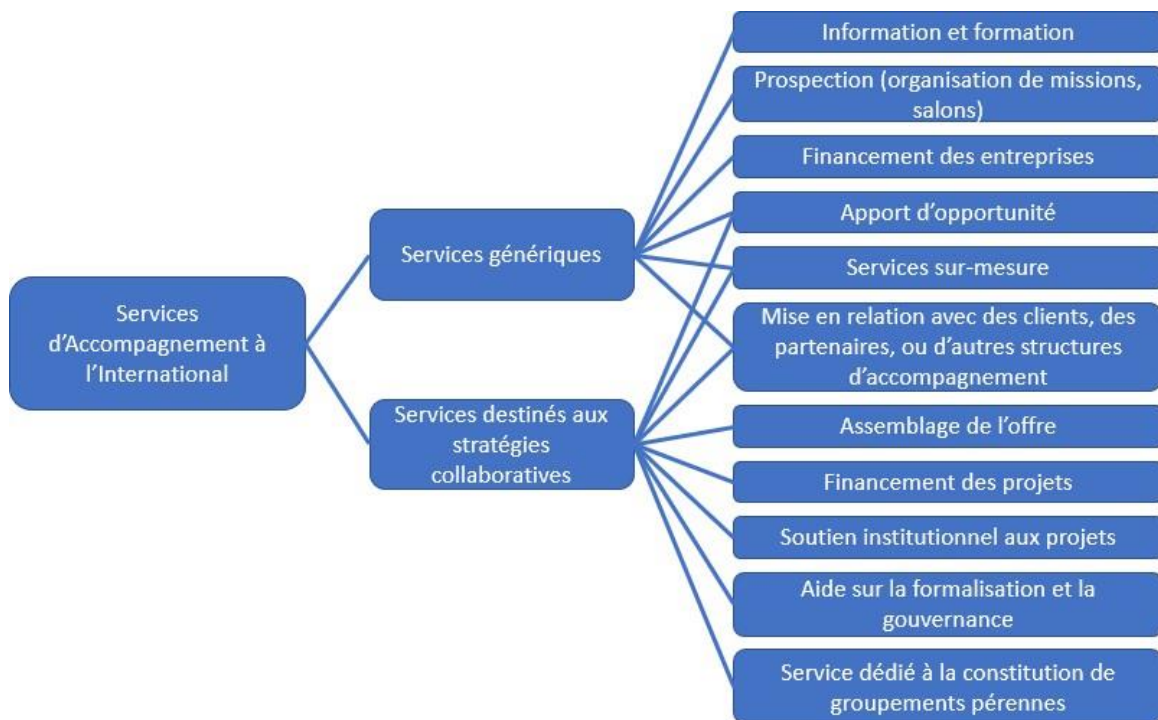 Services
d’Accompagnement à
l’International
Services génériques
Services destinés aux
stratégies
collaboratives
Information et formation
Prospection (organisation de missions,
salons)
Financement des entreprises
Apport d’opportunité
Services sur-mesure
Mise en relation avec des clients, des
partenaires, ou d’autres structures
d’accompagnement
Assemblage de l’offre
Financement des projets
Soutien institutionnel aux projets
Aide sur la formalisation et la
gouvernance
Service dédié à la constitution de
groupements pérennes